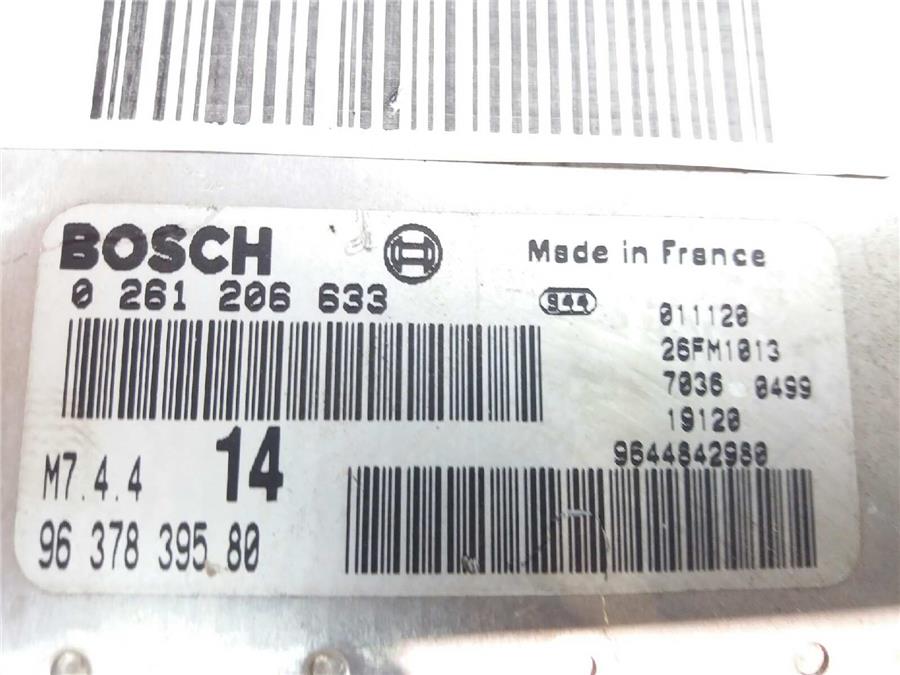 BOSCH
0 261 206 633
M7.4.4
14
96 378 395 80
Made in France
944
011120
26FM1013
7036 0499
19120
9644842980